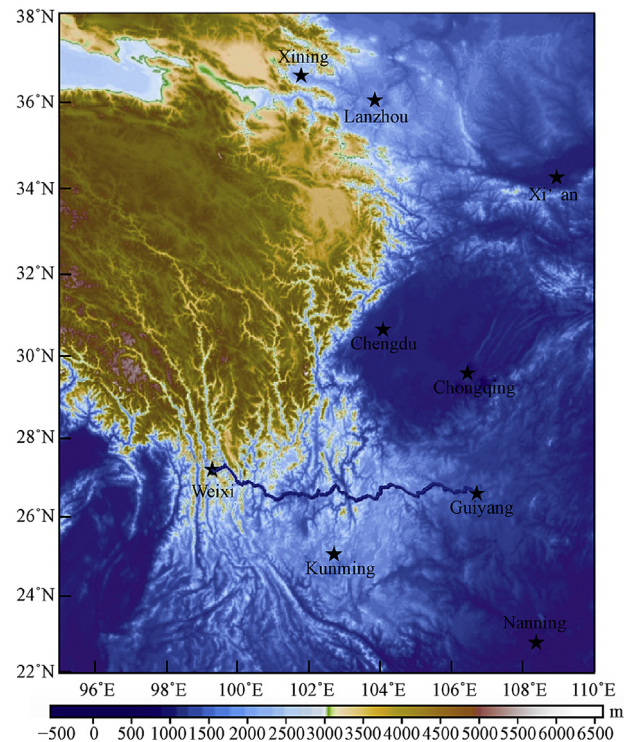 38°N
Xining
36°N
Lanzhou
34°N
Xi' an
32°N
30°N
Chengdu
Chongqing
28°N
Weixi
26°N
Guiyang
Kunming
24°N
Nanning
22°N
96°E 98°E 100°E 102°E 104°E 106°E 108°E 110°E
−500 0 500 1000 1500 2000 2500 3000 3500 4000 4500 5000 5500 6000 6500 m